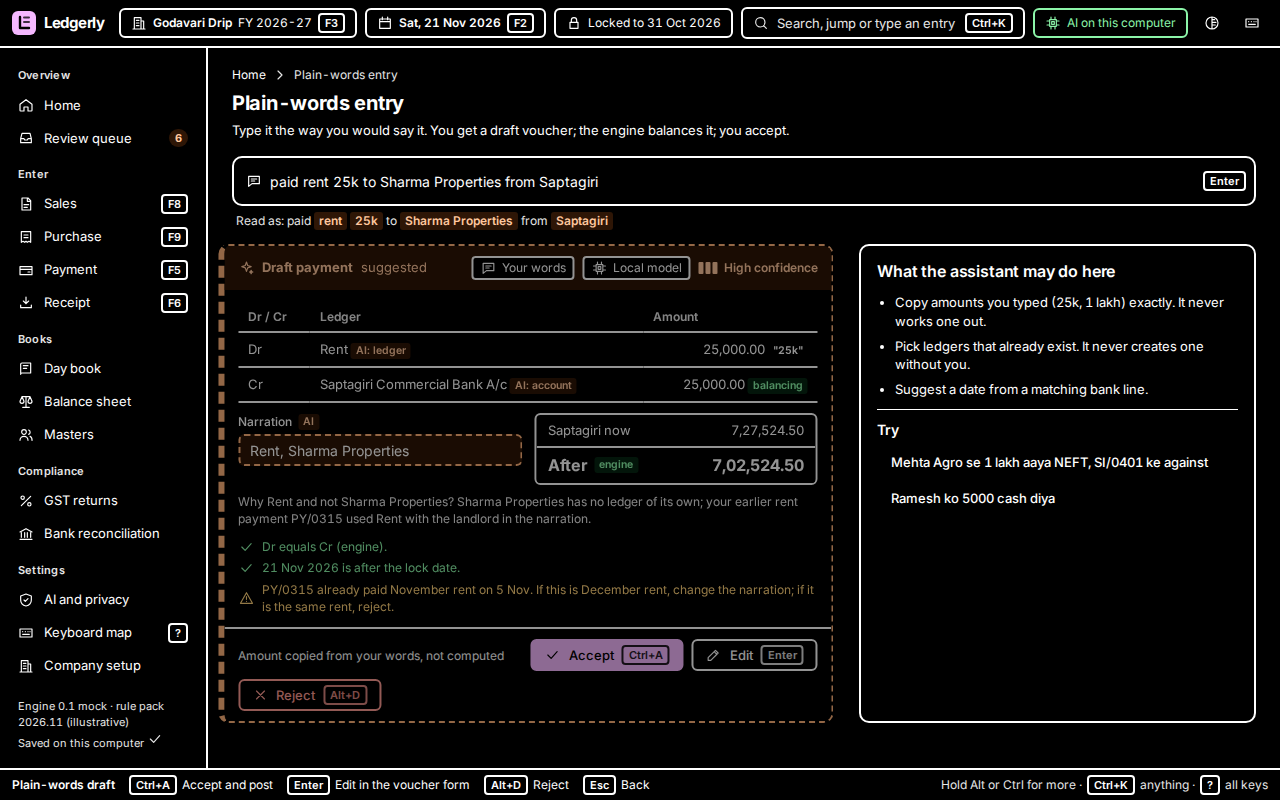 Ledgerly
Godavari Drip FY 2026-27 F3
Sat, 21 Nov 2026 F2
Locked to 31 Oct 2026
Search, jump or type an entry Ctrl+K
AI on this computer
Overview
Home
Review queue 6
Enter
Sales F8
Purchase F9
Payment F5
Receipt F6
Books
Day book
Balance sheet
Masters
Compliance
GST returns
Bank reconciliation
Settings
AI and privacy
Keyboard map ?
Company setup
Engine 0.1 mock · rule pack
2026.11 (illustrative)
Saved on this computer
Home > Plain-words entry
Plain-words entry
Type it the way you would say it. You get a draft voucher; the engine balances it; you accept.
paid rent 25k to Sharma Properties from Saptagiri Enter
Read as: paid rent 25k to Sharma Properties from Saptagiri
Draft payment suggested Your words Local model High confidence
Dr / Cr Ledger Amount
Dr Rent AI: ledger 25,000.00 "25k"
Cr Saptagiri Commercial Bank A/c AI: account 25,000.00 balancing
Narration AI
Rent, Sharma Properties
Saptagiri now 7,27,524.50
After engine 7,02,524.50
Why Rent and not Sharma Properties? Sharma Properties has no ledger of its own; your earlier rent
payment PY/0315 used Rent with the landlord in the narration.
Dr equals Cr (engine).
21 Nov 2026 is after the lock date.
PY/0315 already paid November rent on 5 Nov. If this is December rent, change the narration; if it
is the same rent, reject.
Amount copied from your words, not computed
Accept Ctrl+A
Edit Enter
Reject Alt+D
What the assistant may do here
• Copy amounts you typed (25k, 1 lakh) exactly. It never
works one out.
• Pick ledgers that already exist. It never creates one
without you.
• Suggest a date from a matching bank line.
Try
Mehta Agro se 1 lakh aaya NEFT, SI/0401 ke against
Ramesh ko 5000 cash diya
Plain-words draft Ctrl+A Accept and post Enter Edit in the voucher form Alt+D Reject Esc Back
Hold Alt or Ctrl for more · Ctrl+K anything · ? all keys